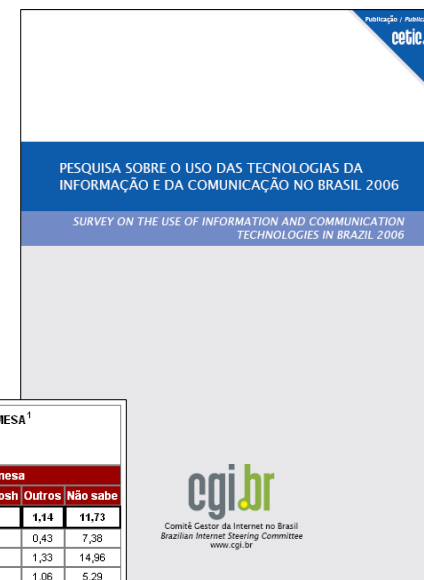 Publicação /
cetic.
PESQUISA SOBRE O USO DAS TECNOLOGIAS DA
INFORMAÇÃO E DA COMUNICAÇÃO NO BRASIL 2006
SURVEY ON THE USE OF INFORMATION AND COMMUNICATION
TECHNOLOGIES IN BRAZIL 2006
MESA¹
nesa
osh Outros Não sabe
1,14 11,73
0,43 7,38
1,33 14,96
1,06 5,29
cgi.br
Comitê Gestor da Internet no Brasil
Brazilian Internet Steering Committee
www.cgi.br